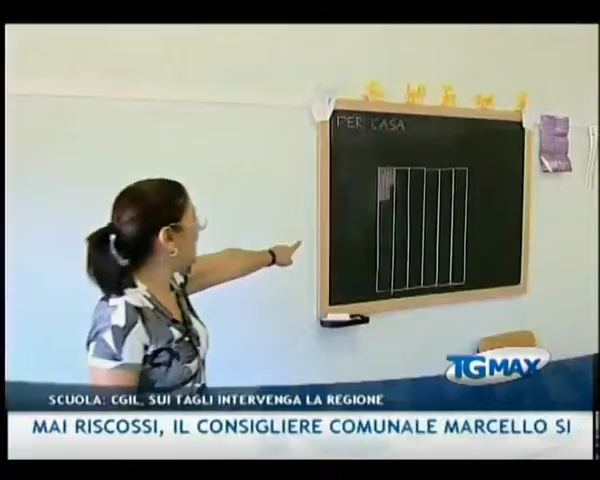 PER CASA
TGMAX
SCUOLA: CGIL, SUI TAGLI INTERVENGA LA REGIONE
MAI RISCOSSI, IL CONSIGLIERE COMUNALE MARCELLO SI